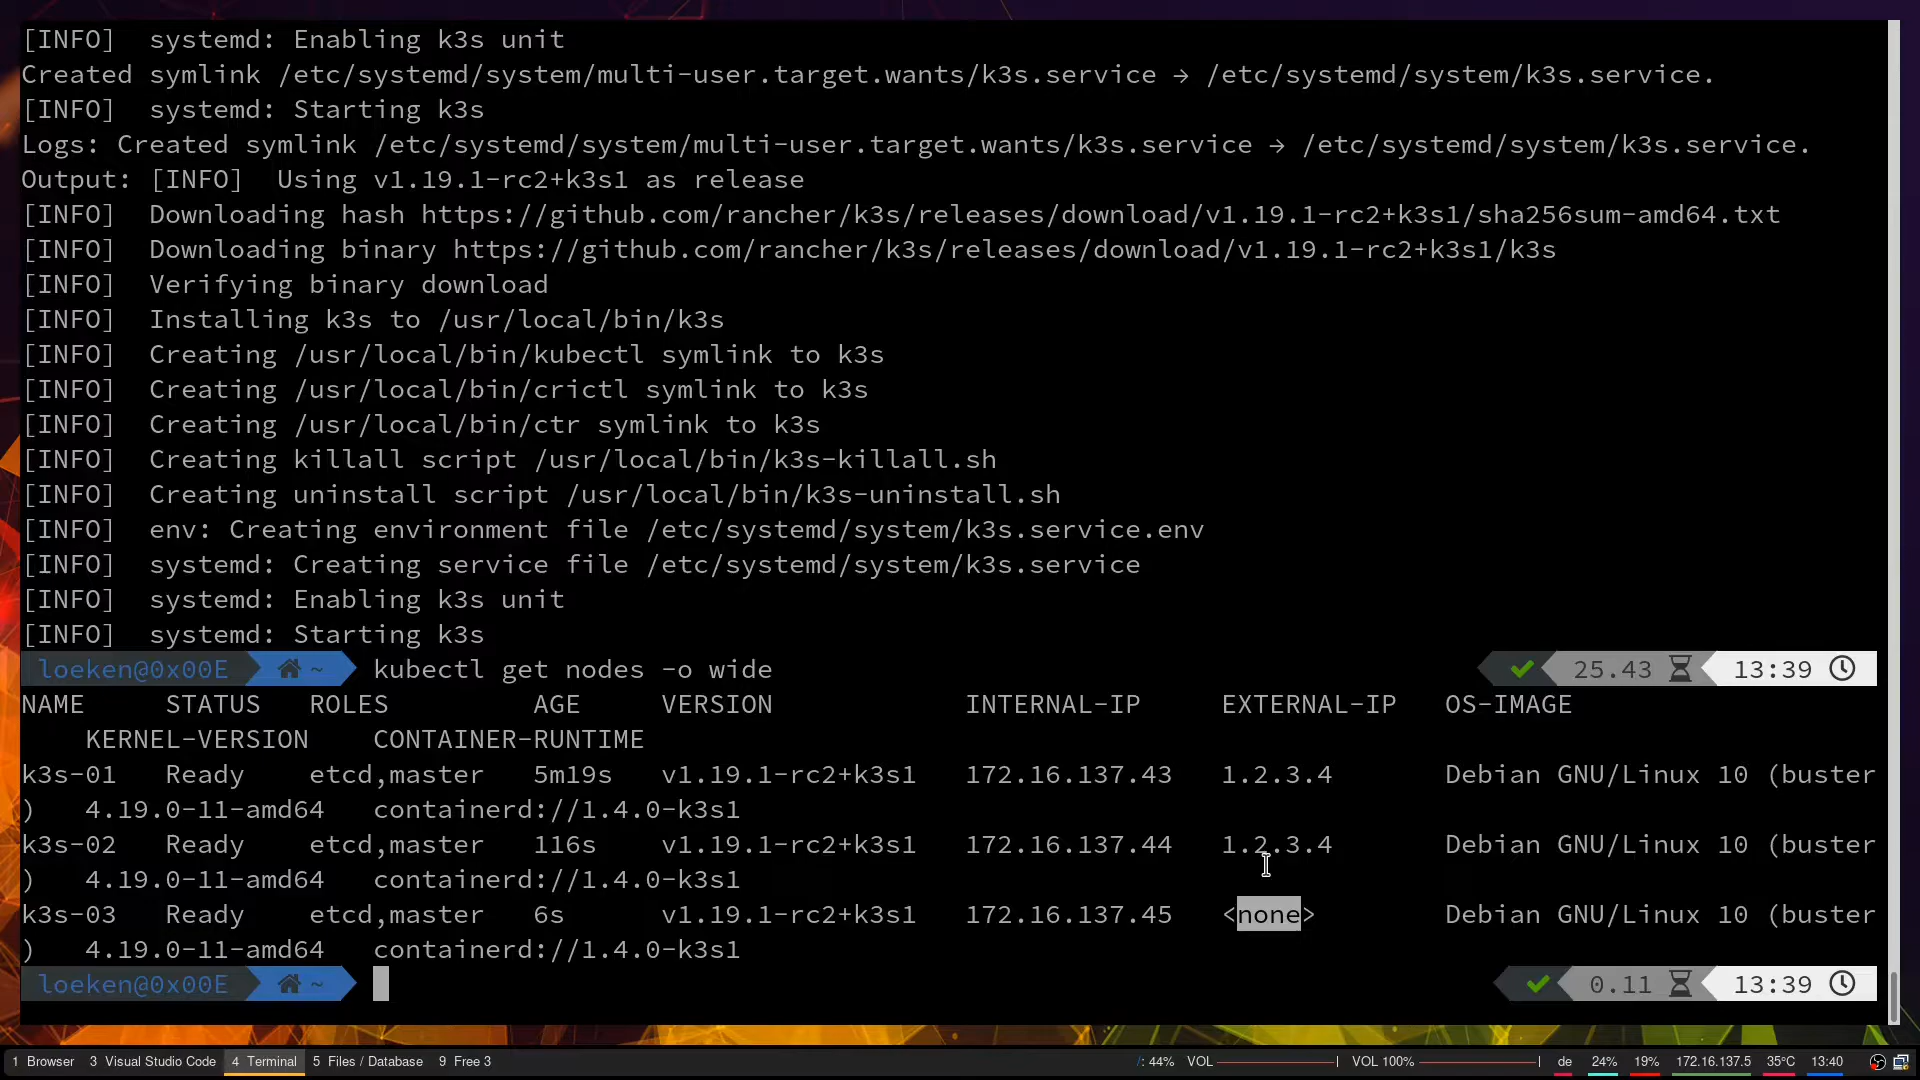 [INFO]  systemd: Enabling k3s unit
Created symlink /etc/systemd/system/multi-user.target.wants/k3s.service → /etc/systemd/system/k3s.service.
[INFO]  systemd: Starting k3s
Logs: Created symlink /etc/systemd/system/multi-user.target.wants/k3s.service → /etc/systemd/system/k3s.service.
Output: [INFO]  Using v1.19.1-rc2+k3s1 as release
[INFO]  Downloading hash https://github.com/rancher/k3s/releases/download/v1.19.1-rc2+k3s1/sha256sum-amd64.txt
[INFO]  Downloading binary https://github.com/rancher/k3s/releases/download/v1.19.1-rc2+k3s1/k3s
[INFO]  Verifying binary download
[INFO]  Installing k3s to /usr/local/bin/k3s
[INFO]  Creating /usr/local/bin/kubectl symlink to k3s
[INFO]  Creating /usr/local/bin/crictl symlink to k3s
[INFO]  Creating /usr/local/bin/ctr symlink to k3s
[INFO]  Creating killall script /usr/local/bin/k3s-killall.sh
[INFO]  Creating uninstall script /usr/local/bin/k3s-uninstall.sh
[INFO]  env: Creating environment file /etc/systemd/system/k3s.service.env
[INFO]  systemd: Creating service file /etc/systemd/system/k3s.service
[INFO]  systemd: Enabling k3s unit
[INFO]  systemd: Starting k3s
loeken@0x00E ~ kubectl get nodes -o wide 25.43 13:39
NAME     STATUS   ROLES         AGE     VERSION            INTERNAL-IP     EXTERNAL-IP   OS-IMAGE
    KERNEL-VERSION    CONTAINER-RUNTIME
k3s-01   Ready    etcd,master   5m19s   v1.19.1-rc2+k3s1   172.16.137.43   1.2.3.4       Debian GNU/Linux 10 (buster
)   4.19.0-11-amd64   containerd://1.4.0-k3s1
k3s-02   Ready    etcd,master   116s    v1.19.1-rc2+k3s1   172.16.137.44   1.2.3.4       Debian GNU/Linux 10 (buster
)   4.19.0-11-amd64   containerd://1.4.0-k3s1
k3s-03   Ready    etcd,master   6s      v1.19.1-rc2+k3s1   172.16.137.45   <none>        Debian GNU/Linux 10 (buster
)   4.19.0-11-amd64   containerd://1.4.0-k3s1
loeken@0x00E ~ 0.11 13:39
1 Browser 3 Visual Studio Code 4 Terminal 5 Files / Database 9 Free 3 /: 44% VOL VOL 100% de 24% 19% 172.16.137.5 35°C 13:40